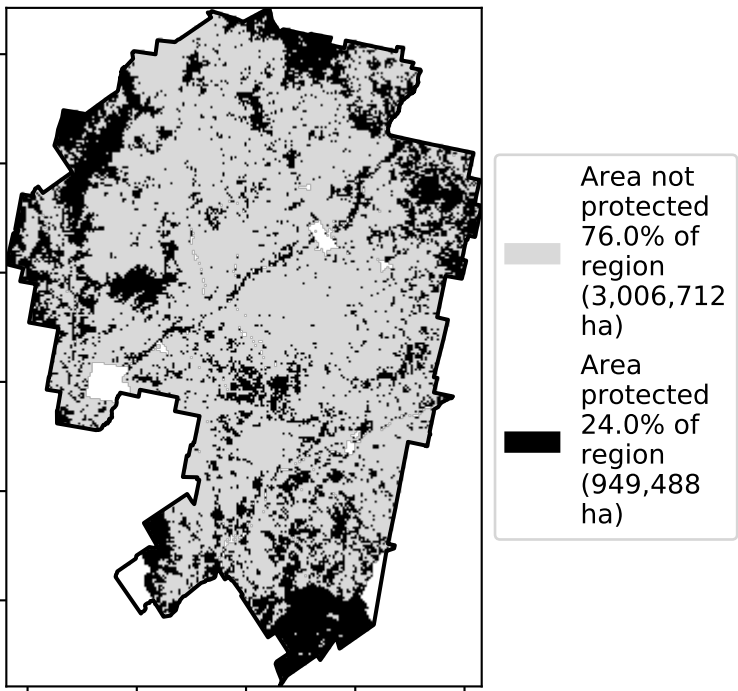 Area not
protected
76.0% of
region
(3,006,712
ha)
Area
protected
24.0% of
region
(949,488
ha)